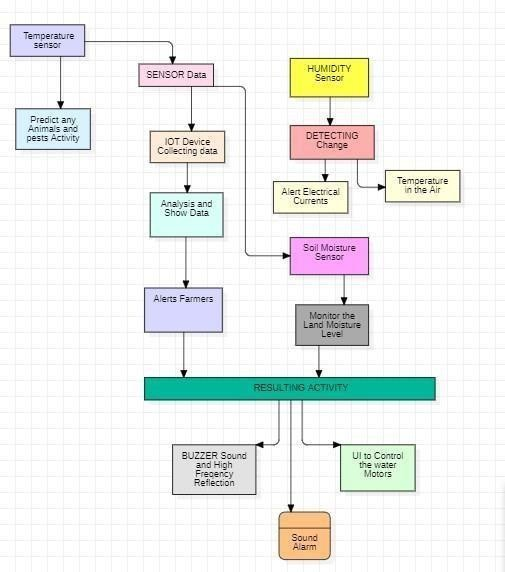 Temperature
sensor
SENSOR Data
HUMIDITY
Sensor
Predict any
Animals and
pests Activity
IOT Device
Collecting data
DETECTING
Change
Alert Electrical
Currents
Temperature
in the Air
Analysis and
Show Data
Soil Moisture
Sensor
Alerts Farmers
Monitor the
Land Moisture
Level
RESULTING ACTIVITY
BUZZER Sound
and High
Freqency
Reflection
UI to Control
the water
Motors
Sound
Alarm